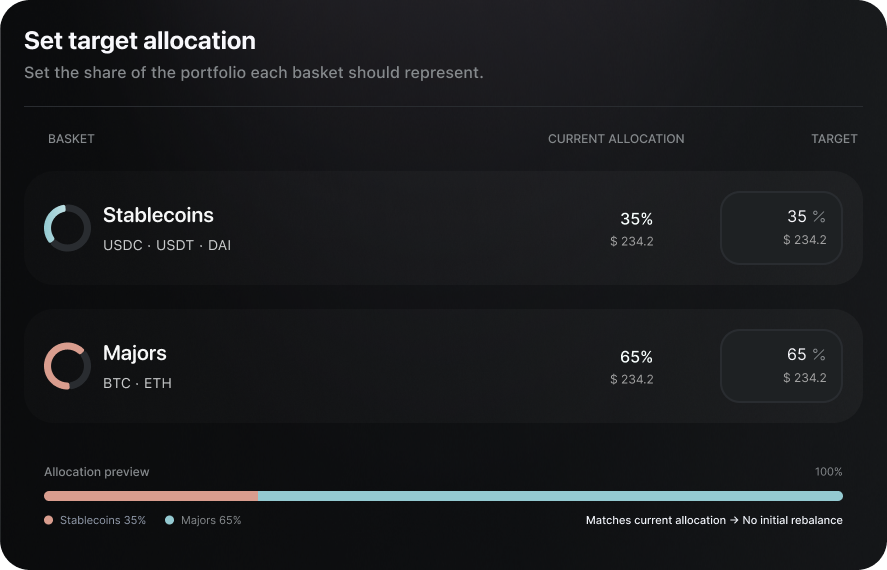 Set target allocation
Set the share of the portfolio each basket should represent.
BASKET CURRENT ALLOCATION TARGET
Stablecoins
USDC · USDT · DAI
35%
$ 234.2
35 %
$ 234.2
Majors
BTC · ETH
65%
$ 234.2
65 %
$ 234.2
Allocation preview 100%
Stablecoins 35% Majors 65% Matches current allocation → No initial rebalance